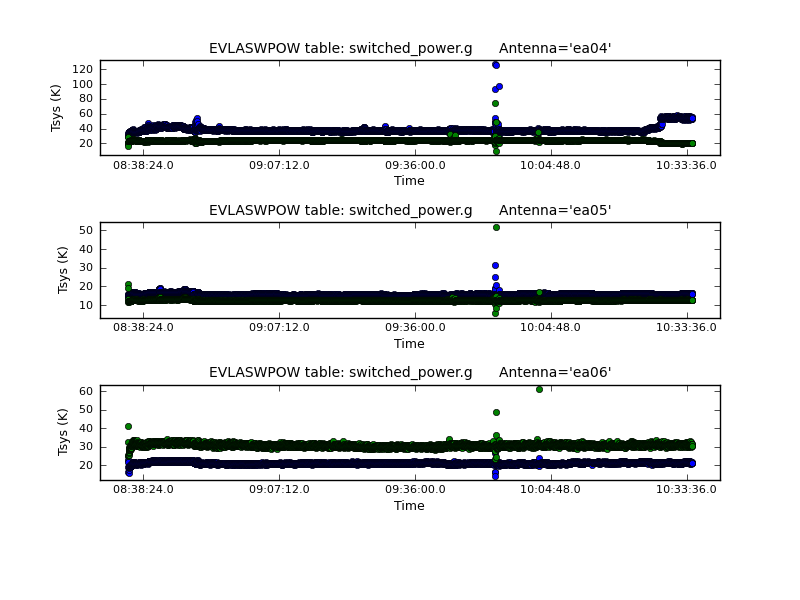 EVLASWPOW table: switched_power.g Antenna='ea04'
120
100
80
60
40
20
Tsys (K)
08:38:24.0 09:07:12.0 09:36:00.0 10:04:48.0 10:33:36.0
Time
EVLASWPOW table: switched_power.g Antenna='ea05'
50
40
30
20
10
Tsys (K)
08:38:24.0 09:07:12.0 09:36:00.0 10:04:48.0 10:33:36.0
Time
EVLASWPOW table: switched_power.g Antenna='ea06'
60
50
40
30
20
Tsys (K)
08:38:24.0 09:07:12.0 09:36:00.0 10:04:48.0 10:33:36.0
Time